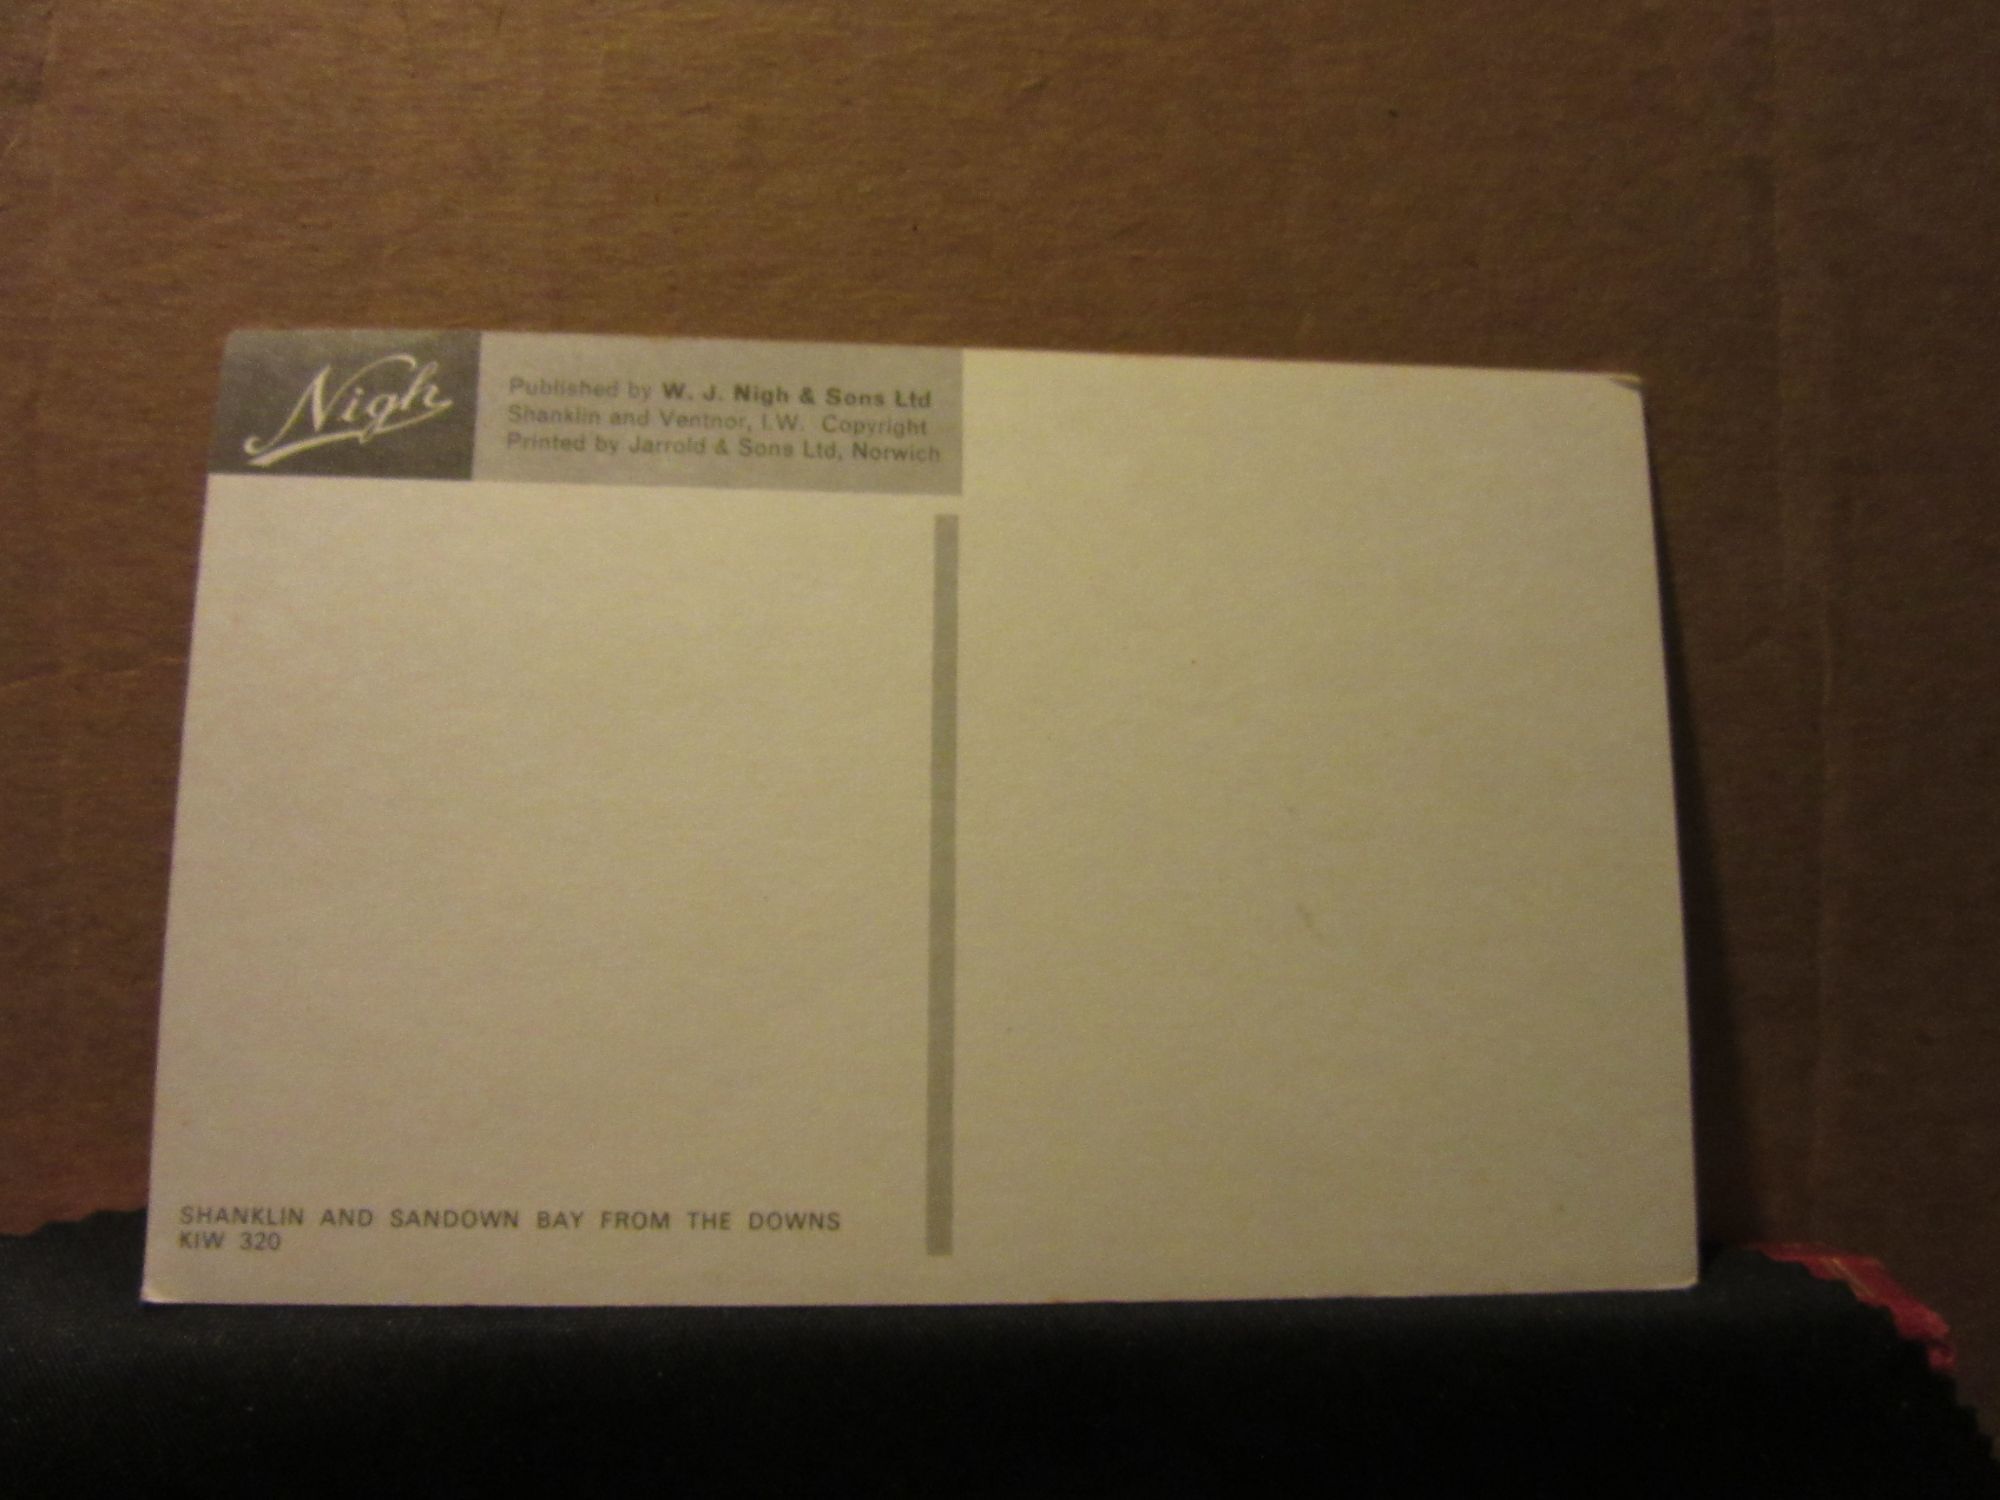 Nigh
Published by W. J. Nigh & Sons Ltd
Shanklin and Ventnor, I.W. Copyright
Printed by Jarrold & Sons Ltd, Norwich
SHANKLIN AND SANDOWN BAY FROM THE DOWNS
KIW 320